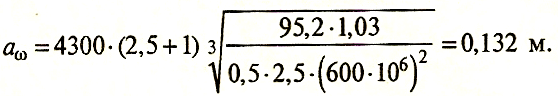 a_ω = 4300 · (2,5 + 1) ∛(95,2 · 1,03 / (0,5 · 2,5 · (600 · 10⁶)²)) = 0,132 м.